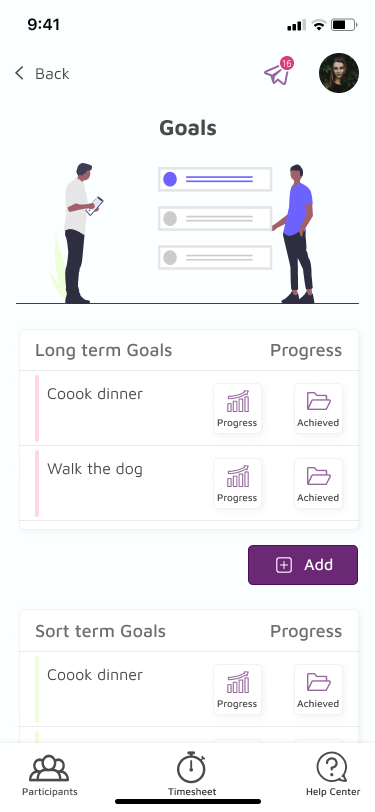 9:41
Back
16
Goals
Long term Goals Progress
Coook dinner
Progress Achieved
Walk the dog
Progress Achieved
Add
Sort term Goals Progress
Coook dinner
Progress Achieved
Participants Timesheet Help Center